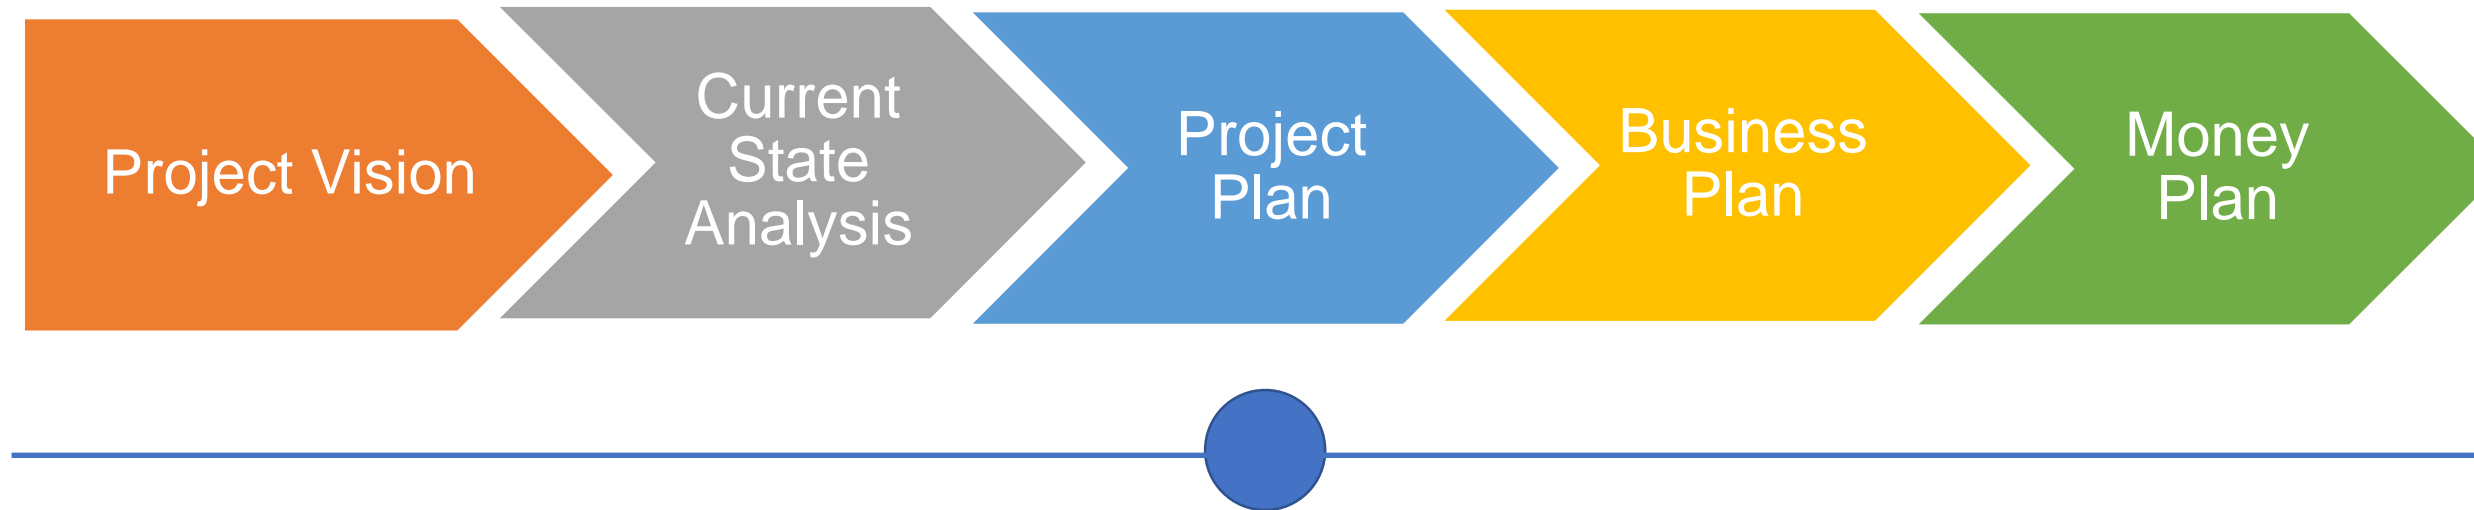 Project Vision
Current
State
Analysis
Project
Plan
Business
Plan
Money
Plan